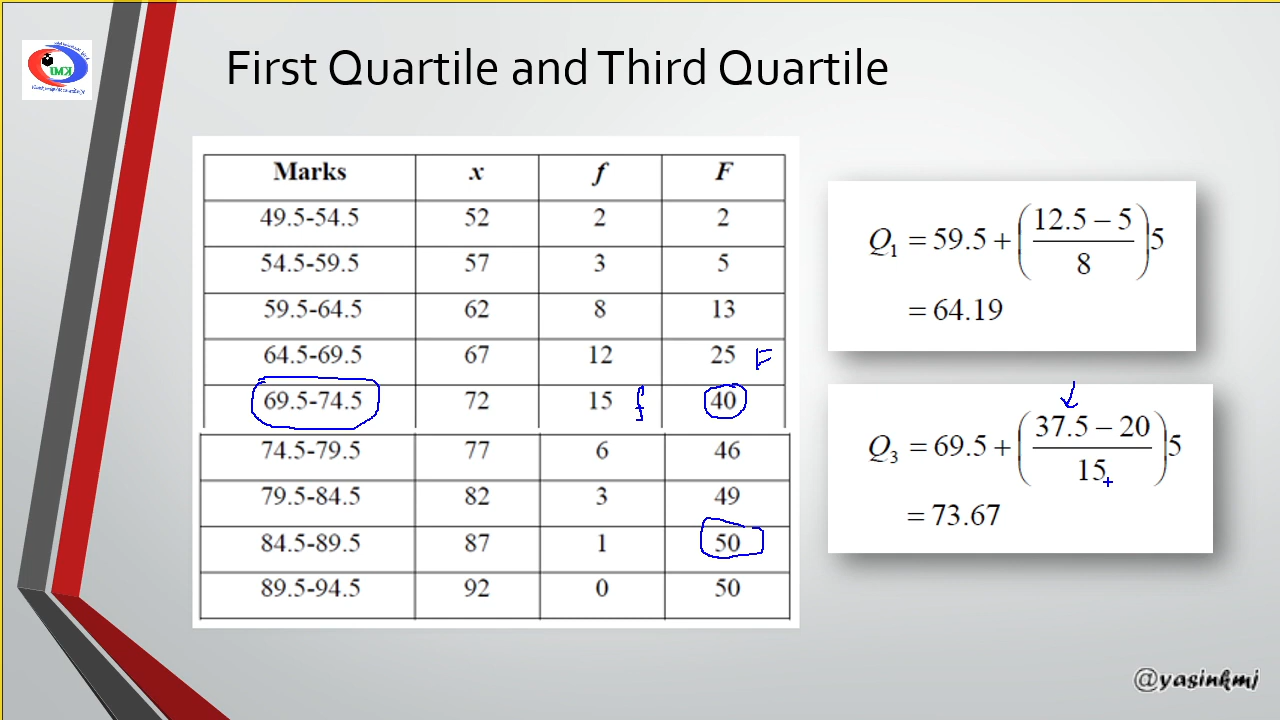 First Quartile and Third Quartile
KMJ
Marks x f F
49.5-54.5 52 2 2
54.5-59.5 57 3 5
59.5-64.5 62 8 13
64.5-69.5 67 12 25 F
69.5-74.5 72 15 f 40
74.5-79.5 77 6 46
79.5-84.5 82 3 49
84.5-89.5 87 1 50
89.5-94.5 92 0 50
Q₁ = 59.5 + ((12.5 − 5)/8)5
= 64.19
Q₃ = 69.5 + ((37.5 − 20)/15)5
= 73.67
@yasinkmj